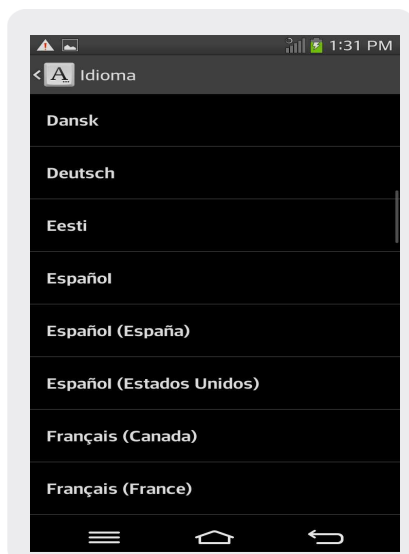 1:31 PM
< A Idioma
Dansk
Deutsch
Eesti
Español
Español (España)
Español (Estados Unidos)
Français (Canada)
Français (France)